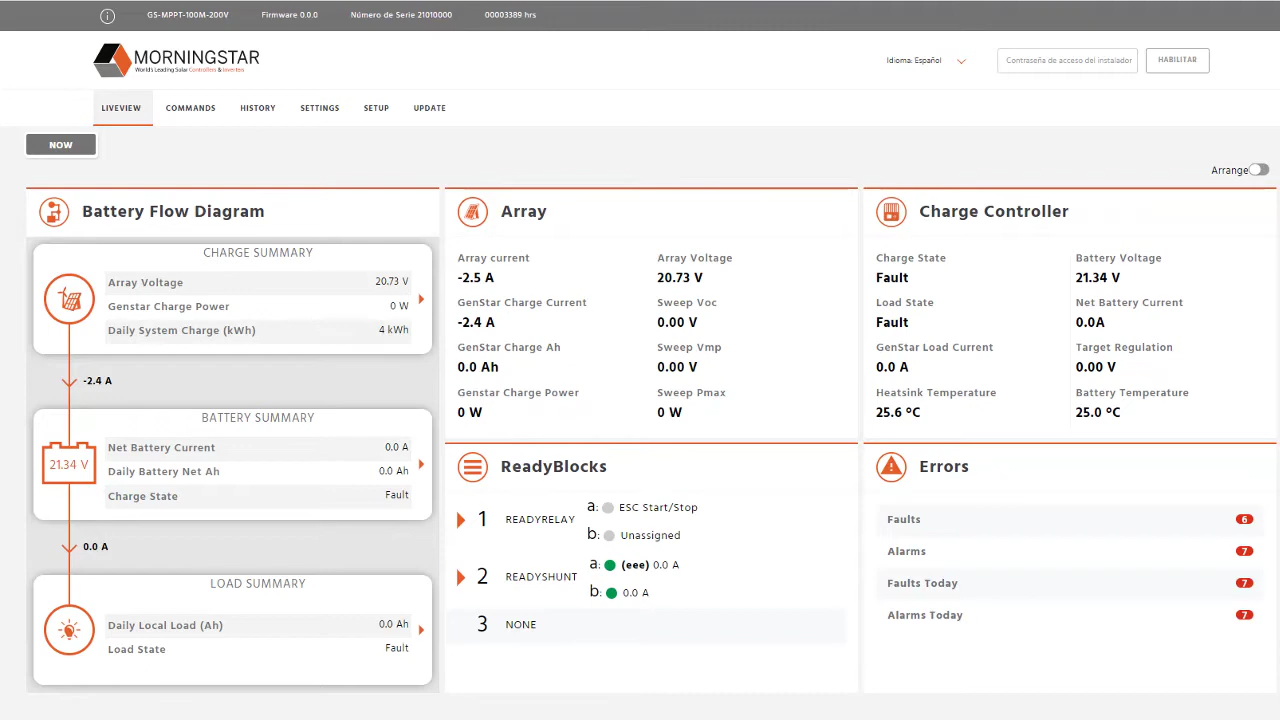 GS-MPPT-100M-200V Firmware 0.0.0 Número de Serie 21010000 00003389 hrs
MORNINGSTAR
World's Leading Solar Controllers & Inverters
Idioma: Español
Contraseña de acceso del instalador
HABILITAR
LIVEVIEW COMMANDS HISTORY SETTINGS SETUP UPDATE
NOW
Arrange
Battery Flow Diagram
CHARGE SUMMARY
Array Voltage 20.73 V
Genstar Charge Power 0 W
Daily System Charge (kWh) 4 kWh
-2.4 A
BATTERY SUMMARY
21.34 V
Net Battery Current 0.0 A
Daily Battery Net Ah 0.0 Ah
Charge State Fault
0.0 A
LOAD SUMMARY
Daily Local Load (Ah) 0.0 Ah
Load State Fault
Array
Array current Array Voltage
-2.5 A 20.73 V
GenStar Charge Current Sweep Voc
-2.4 A 0.00 V
GenStar Charge Ah Sweep Vmp
0.0 Ah 0.00 V
Genstar Charge Power Sweep Pmax
0 W 0 W
Charge Controller
Charge State Battery Voltage
Fault 21.34 V
Load State Net Battery Current
Fault 0.0A
GenStar Load Current Target Regulation
0.0 A 0.00 V
Heatsink Temperature Battery Temperature
25.6 ºC 25.0 ºC
ReadyBlocks
1 READYRELAY a: ESC Start/Stop
b: Unassigned
2 READYSHUNT a: (eee) 0.0 A
b: 0.0 A
3 NONE
Errors
Faults 6
Alarms 7
Faults Today 7
Alarms Today 7